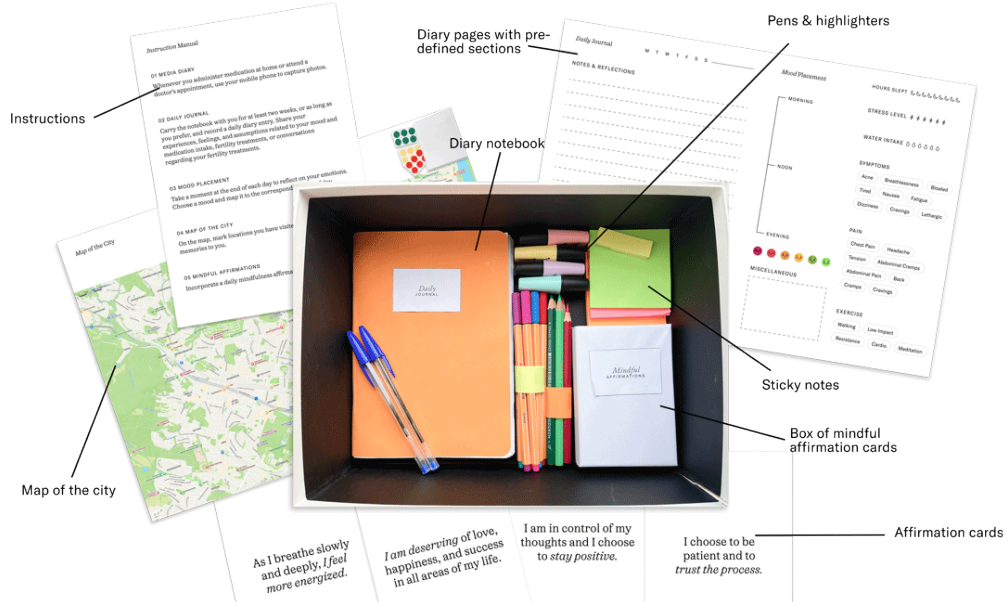 Pens & highlighters
Diary pages with pre-
defined sections
Instructions
Diary notebook
Sticky notes
Box of mindful
affirmation cards
Map of the city
Affirmation cards
Instruction Manual
01 MEDIA DIARY
Whenever you administer medication at home or attend a
doctor's appointment, use your mobile phone to capture photos.
02 DAILY JOURNAL
Carry the notebook with you for at least two weeks, or as long as
you prefer, and record a daily diary entry. Share your
experiences, feelings, and assumptions related to your mood and
medication intake, fertility treatments, or conversations
regarding your fertility treatments.
03 MOOD PLACEMENT
Take a moment at the end of each day to reflect on your emotions.
Choose a mood and map it to the
04 MAP OF THE CITY
On the map, mark locations you have
memories to you.
05 MINDFUL AFFIRMATIONS
Incorporate a daily mindfulness
Map of the City
Daily Journal
M T W T F S S
NOTES & REFLECTIONS
Mood Placement
MORNING
NOON
EVENING
MISCELLANEOUS
HOURS SLEPT
STRESS LEVEL
WATER INTAKE
SYMPTOMS
Acne Breathlessness Bloated
Tired Nausea Fatigue
Dizziness Cravings Lethargic
PAIN
Chest Pain Headache
Tension Abdominal Cramps
Abdominal Pain Back
Cramps Cravings
EXERCISE
Walking Low Impact
Resistance Cardio Meditation
Daily
JOURNAL
Mindful
AFFIRMATIONS
As I breathe slowly
and deeply, I feel
more energized.
I am deserving of love,
happiness, and success
in all areas of my life.
I am in control of my
thoughts and I choose
to stay positive.
I choose to be
patient and to
trust the process.